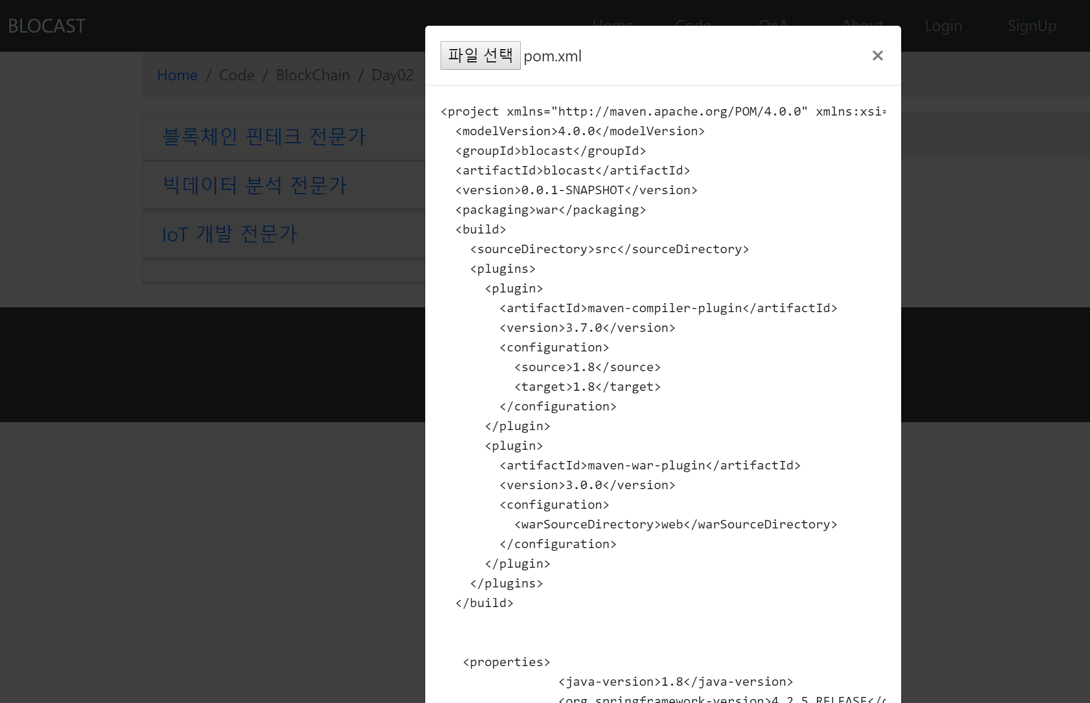 BLOCAST
Home Code QnA About Login SignUp
파일 선택 pom.xml ×
Home / Code / BlockChain / Day02
블록체인 핀테크 전문가
빅데이터 분석 전문가
IoT 개발 전문가
<project xmlns="http://maven.apache.org/POM/4.0.0" xmlns:xsi=
<modelVersion>4.0.0</modelVersion>
<groupId>blocast</groupId>
<artifactId>blocast</artifactId>
<version>0.0.1-SNAPSHOT</version>
<packaging>war</packaging>
<build>
<sourceDirectory>src</sourceDirectory>
<plugins>
<plugin>
<artifactId>maven-compiler-plugin</artifactId>
<version>3.7.0</version>
<configuration>
<source>1.8</source>
<target>1.8</target>
</configuration>
</plugin>
<plugin>
<artifactId>maven-war-plugin</artifactId>
<version>3.0.0</version>
<configuration>
<warSourceDirectory>web</warSourceDirectory>
</configuration>
</plugin>
</plugins>
</build>
<properties>
<java-version>1.8</java-version>
<org.springframework-version>4.2.5.RELEASE</